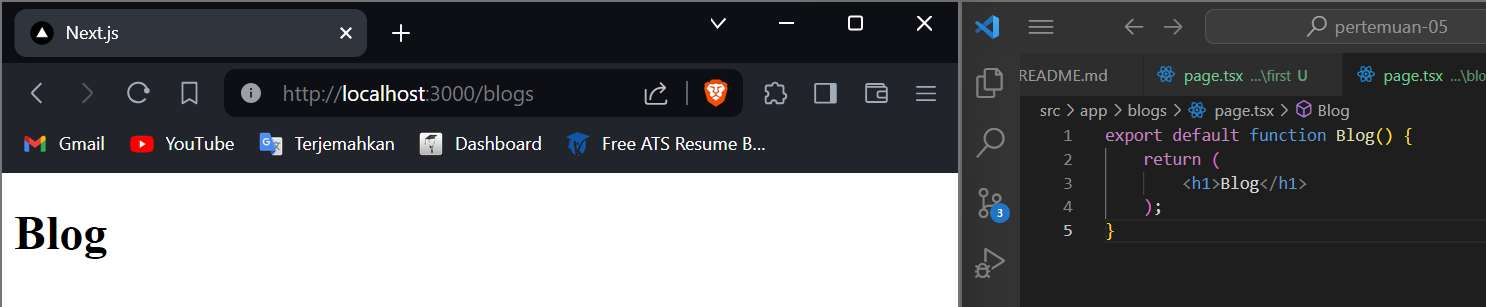 Next.js
http://localhost:3000/blogs
Gmail YouTube Terjemahkan Dashboard Free ATS Resume B...
Blog
pertemuan-05
README.md page.tsx ...\first U page.tsx ...\blo
src > app > blogs > page.tsx > Blog
1 export default function Blog() {
2 return (
3 <h1>Blog</h1>
4 );
5 }
3